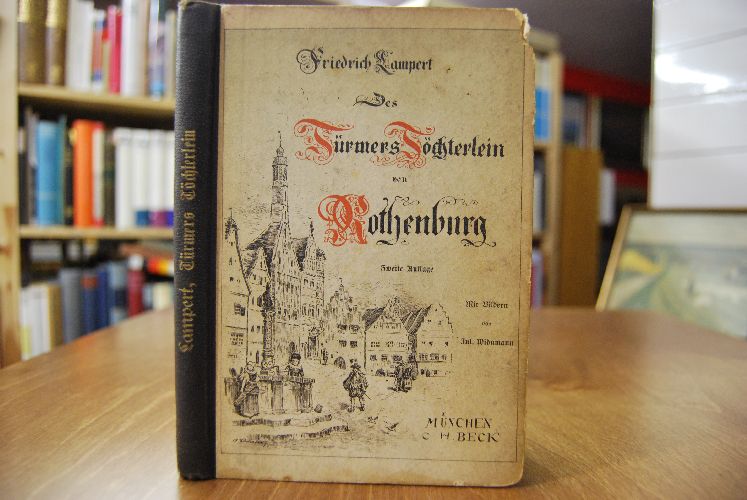 Lampert, Türmers Töchterlein
Friedrich Lampert
Des
Türmers Töchterlein
von
Rothenburg
Zweite Auflage
Mit Bildern
von
Jul. Widnmann
MÜNCHEN
C. H. BECK